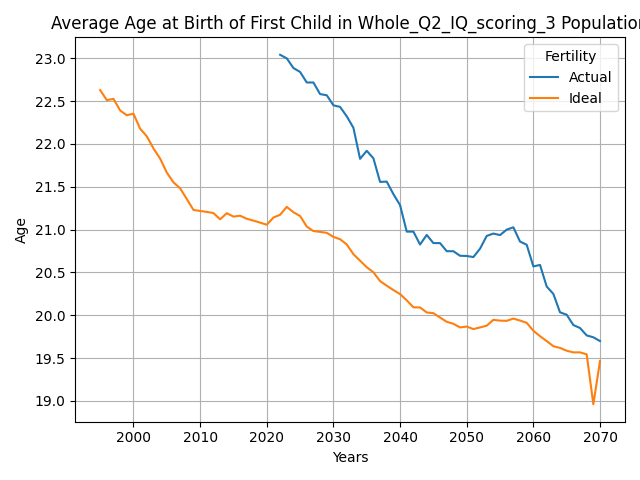 Average Age at Birth of First Child in Whole_Q2_IQ_scoring_3 Population
Fertility
Actual
Ideal
23.0
22.5
22.0
21.5
21.0
20.5
20.0
19.5
19.0
Age
2000 2010 2020 2030 2040 2050 2060 2070
Years